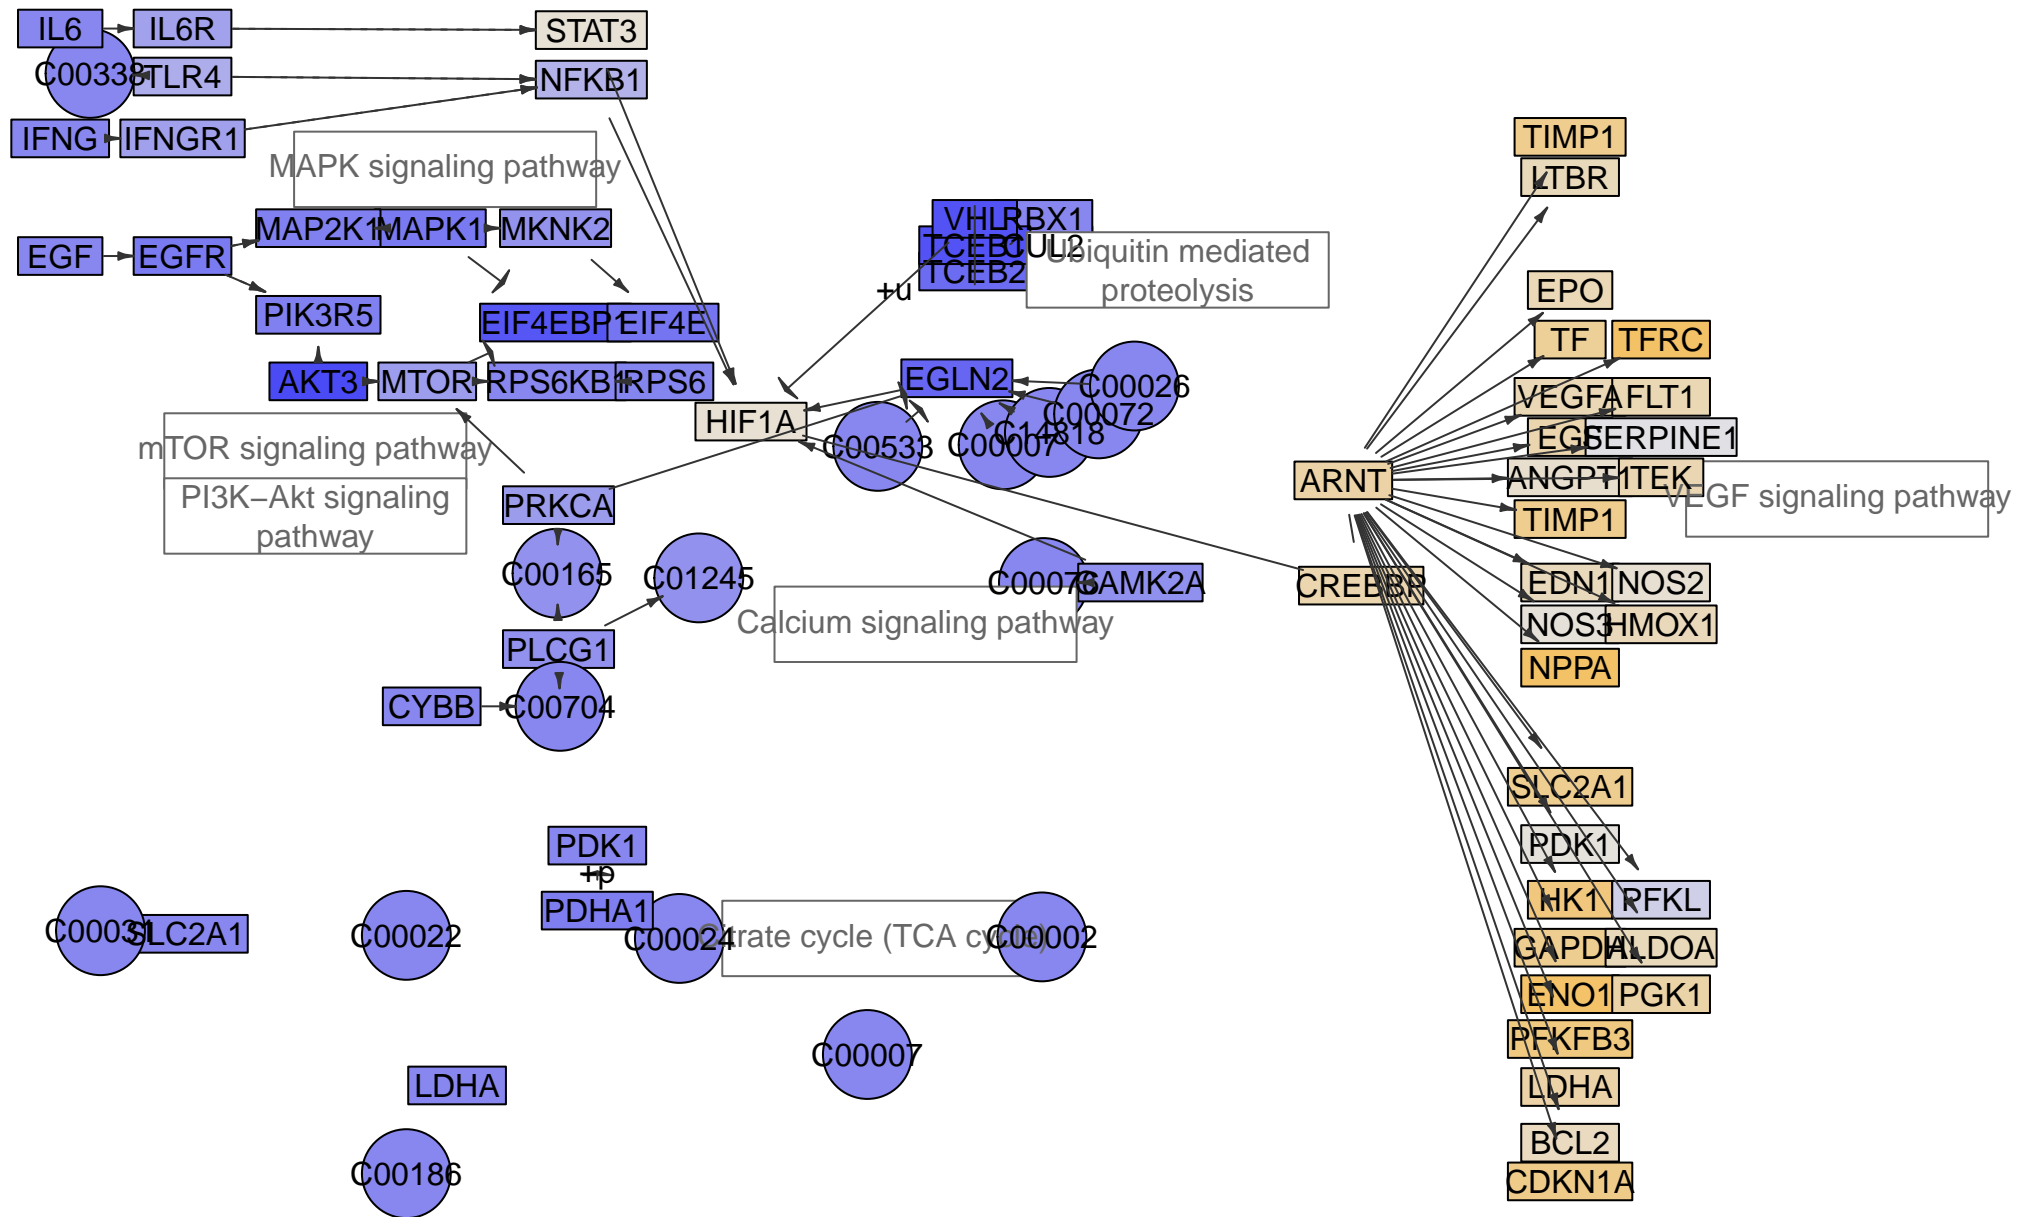 IL6
IL6R
STAT3
C00338
TLR4
NFKB1
IFNG
IFNGR1
MAPK signaling pathway
TIMP1
LTBR
MAP2K1
MAPK1
MKNK2
VHL
RBX1
EGF
EGFR
TCEB1
CUL2
TCEB2
Ubiquitin mediated
proteolysis
+u
EPO
PIK3R5
EIF4EBP1
EIF4E
TF
TFRC
AKT3
MTOR
RPS6KB1
RPS6
EGLN2
C00026
C00072
C14818
C00007
C00533
HIF1A
VEGFA
FLT1
EGF
SERPINE1
mTOR signaling pathway
PI3K−Akt signaling
pathway
ARNT
ANGPT1
TEK
VEGF signaling pathway
PRKCA
TIMP1
C00165
C01245
C00076
CAMK2A
CREBBP
EDN1
NOS2
Calcium signaling pathway
NOS3
HMOX1
PLCG1
NPPA
CYBB
C00704
SLC2A1
PDK1
+p
PDK1
PDHA1
HK1
PFKL
C00031
SLC2A1
C00022
C00024
Citrate cycle (TCA cycle)
C00002
GAPDH
ALDOA
ENO1
PGK1
C00007
PFKFB3
LDHA
LDHA
BCL2
C00186
CDKN1A